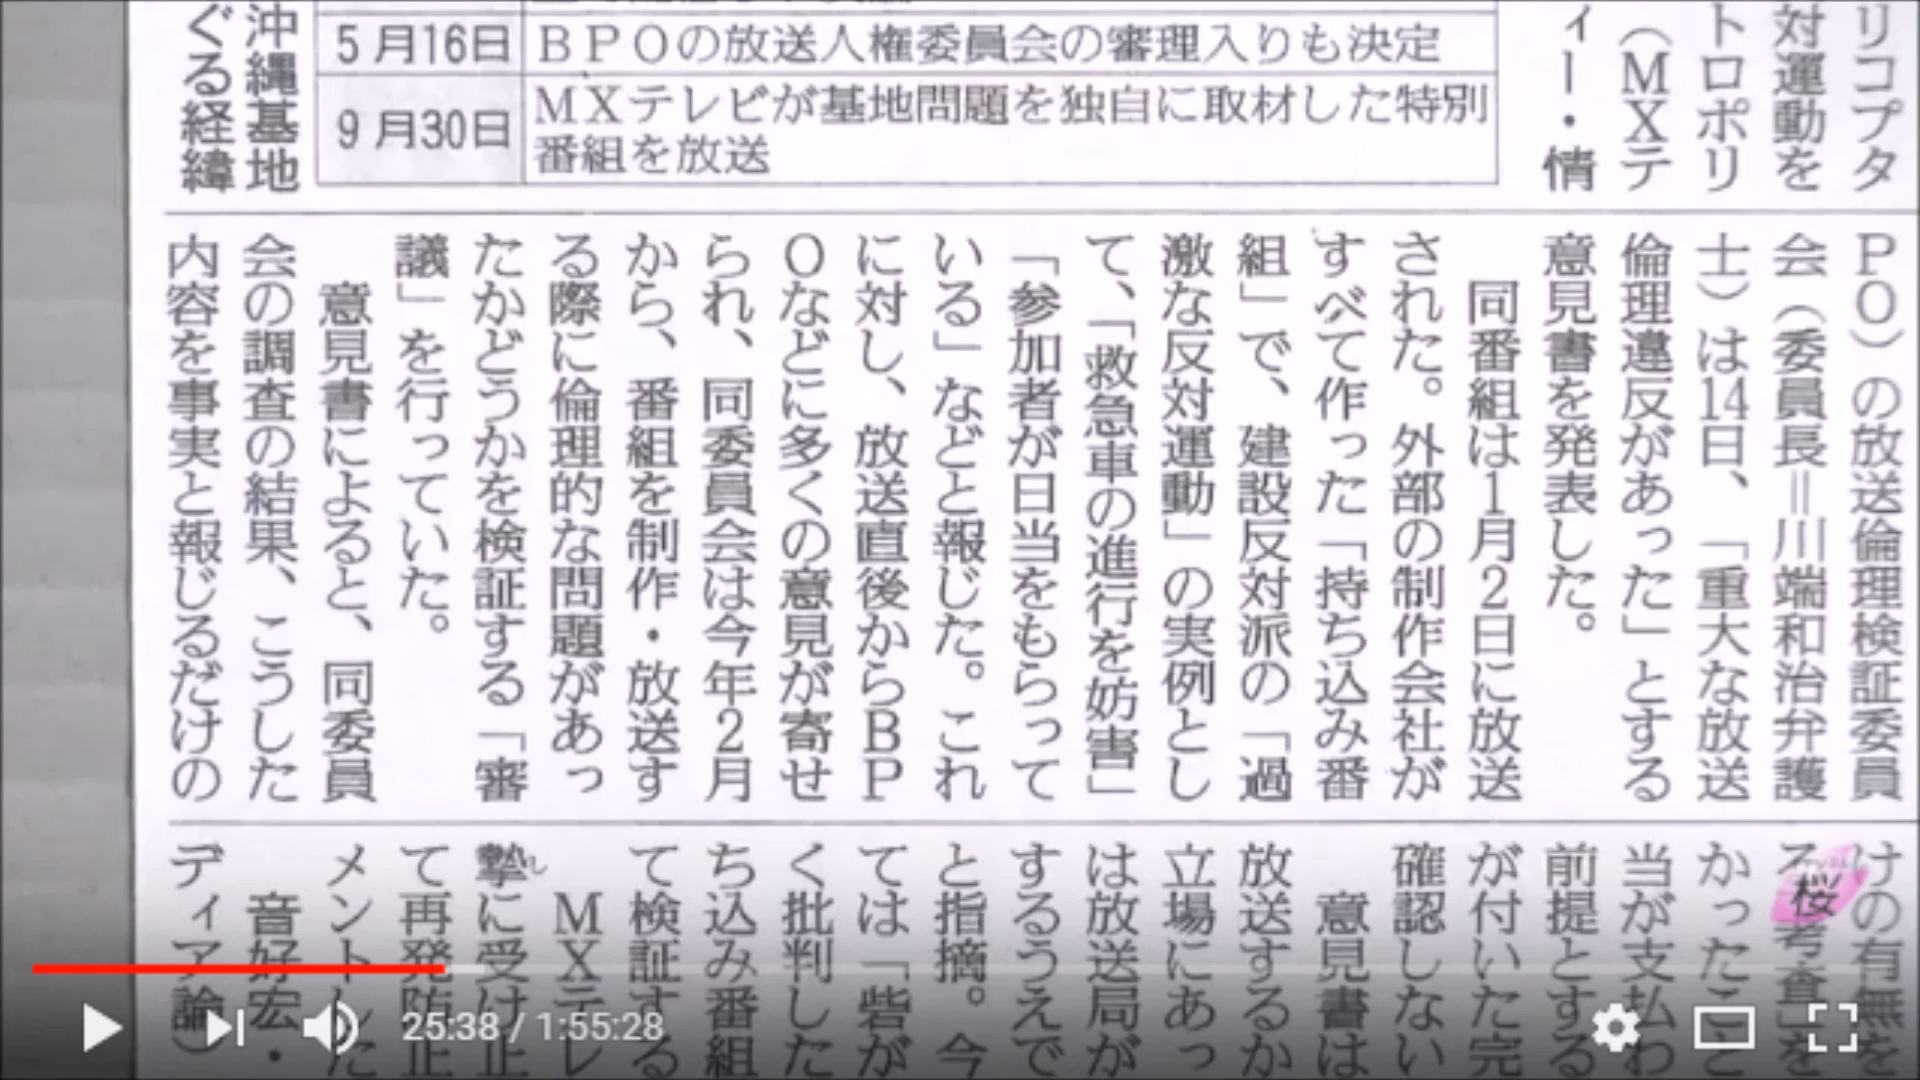 リコプタ
対運動を
トロポリ
（ＭＸテ
ィー・情
5月16日 ＢＰＯの放送人権委員会の審理入りも決定
9月30日 ＭＸテレビが基地問題を独自に取材した特別
番組を放送
沖縄基地
ぐる経緯
ＰＯ）の放送倫理検証委員
会（委員長＝川端和治弁護
士）は14日、「重大な放送
倫理違反があった」とする
意見書を発表した。
同番組は1月2日に放送
された。外部の制作会社が
すべて作った「持ち込み番
組」で、建設反対派の「過
激な反対運動」の実例とし
て、「救急車の進行を妨害」
「参加者が日当をもらって
いる」などと報じた。これ
に対し、放送直後からＢＰ
Ｏなどに多くの意見が寄せ
られ、同委員会は今年2月
から、番組を制作・放送す
る際に倫理的な問題があっ
たかどうかを検証する「審
議」を行っていた。
意見書によると、同委員
会の調査の結果、こうした
内容を事実と報じるだけの
けの有無を
る「考査」を
桜
かったこと
当が支払わ
前提とする
が付いた完
確認しない
意見書は
放送するか
立場にあっ
は放送局が
するうえで
と指摘。今
ては「砦が
く批判した
ち込み番組
て検証する
ＭＸテレ
摯に受け止
て再発防止
メントした
音好宏・
ディア論）
25:38 / 1:55:28